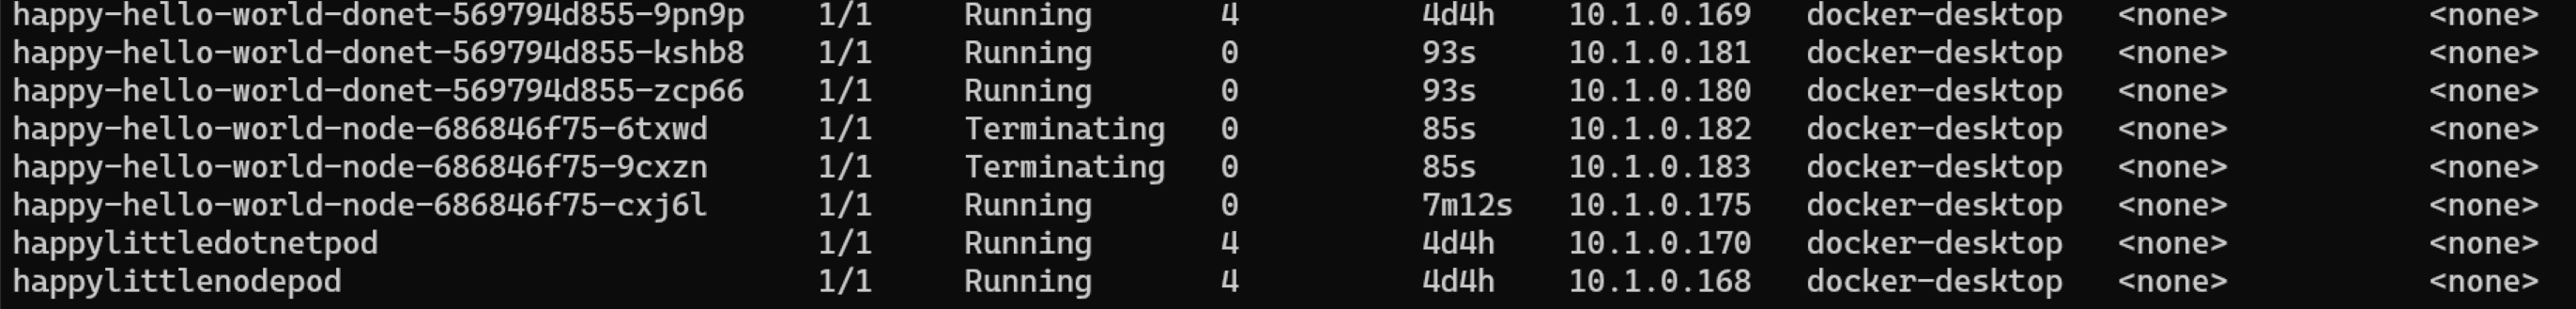 happy-hello-world-donet-569794d855-9pn9p 1/1 Running 4 4d4h 10.1.0.169 docker-desktop <none> <none>
happy-hello-world-donet-569794d855-kshb8 1/1 Running 0 93s 10.1.0.181 docker-desktop <none> <none>
happy-hello-world-donet-569794d855-zcp66 1/1 Running 0 93s 10.1.0.180 docker-desktop <none> <none>
happy-hello-world-node-686846f75-6txwd 1/1 Terminating 0 85s 10.1.0.182 docker-desktop <none> <none>
happy-hello-world-node-686846f75-9cxzn 1/1 Terminating 0 85s 10.1.0.183 docker-desktop <none> <none>
happy-hello-world-node-686846f75-cxj6l 1/1 Running 0 7m12s 10.1.0.175 docker-desktop <none> <none>
happylittledotnetpod 1/1 Running 4 4d4h 10.1.0.170 docker-desktop <none> <none>
happylittlenodepod 1/1 Running 4 4d4h 10.1.0.168 docker-desktop <none> <none>